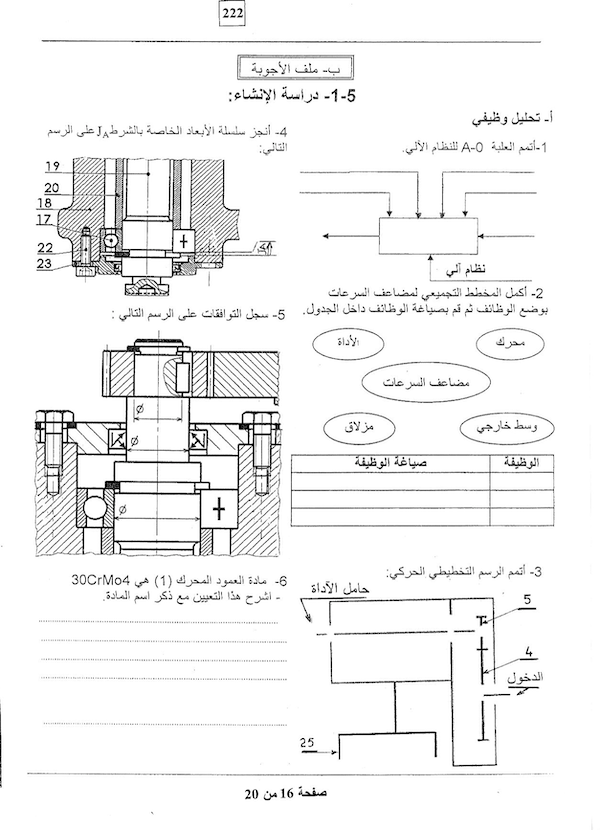 222
ب- ملف الأجوبة
5-1- دراسة الإنشاء:
أ- تحليل وظيفي
1-أتمم العلبة A-0 للنظام الآلي.
نظام آلي
2- أكمل المخطط التجميعي لمضاعف السرعات
بوضع الوظائف ثم قم بصياغة الوظائف داخل الجدول.
محرك
الأداة
مضاعف السرعات
وسط خارجي
مزلاق
الوظيفة
صياغة الوظيفة
3- أتمم الرسم التخطيطي الحركي:
حامل الآداة
5
4
الدخول
25
4- أنجز سلسلة الأبعاد الخاصة بالشرط JA على الرسم
التالي:
19
20
18
17
22
23
JA
5- سجل التوافقات على الرسم التالي :
Ø
Ø
Ø
6- مادة العمود المحرك (1) هي 30CrMo4
- اشرح هذا التعيين مع ذكر اسم المادة.
صفحة 16 من 20